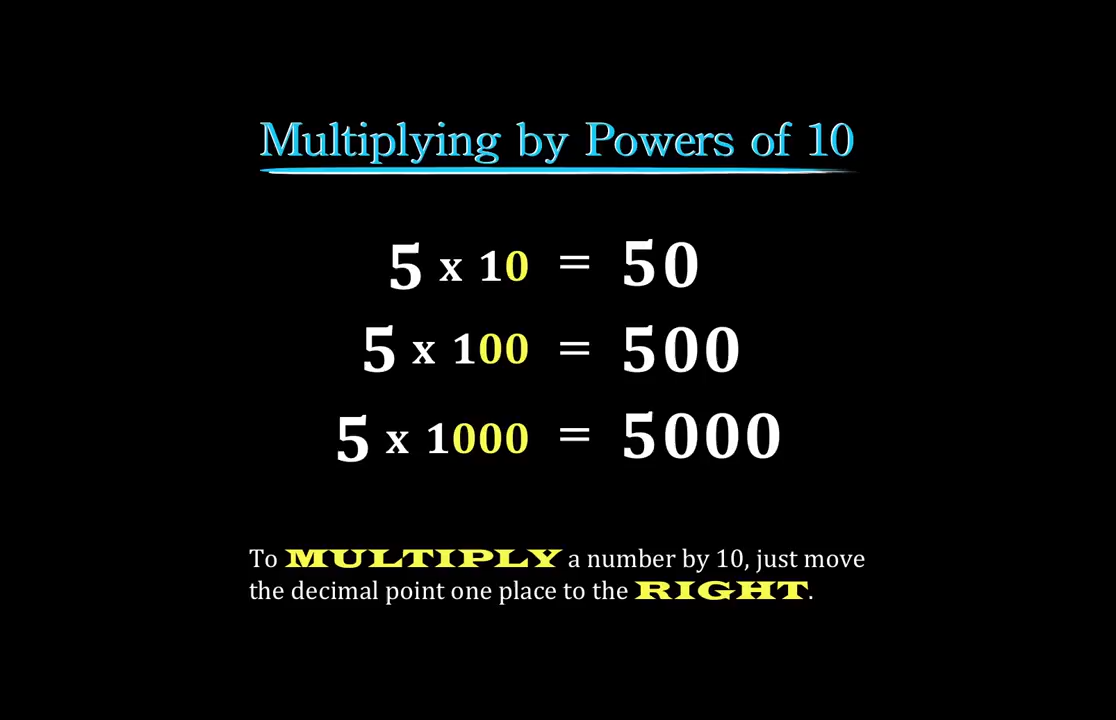 Multiplying by Powers of 10
5 x 10 = 50
5 x 100 = 500
5 x 1000 = 5000
To MULTIPLY a number by 10, just move
the decimal point one place to the RIGHT.